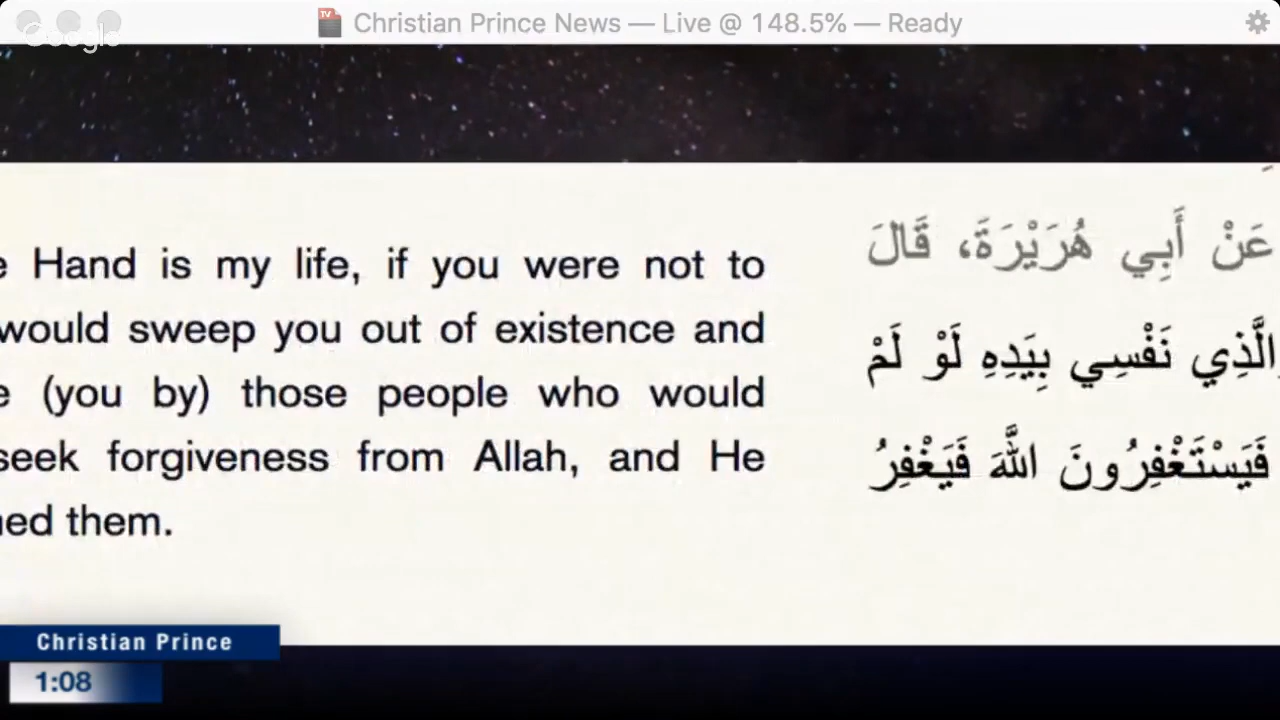 Christian Prince News — Live @ 148.5% — Ready
Google
Hand is my life, if you were not to
would sweep you out of existence and
(you by) those people who would
seek forgiveness from Allah, and He
them.
عَنْ أَبِي هُرَيْرَةَ، قَالَ
الَّذِي نَفْسِي بِيَدِهِ لَوْ لَمْ
فَيَسْتَغْفِرُونَ اللَّهَ فَيَغْفِرُ
Christian Prince
1:08